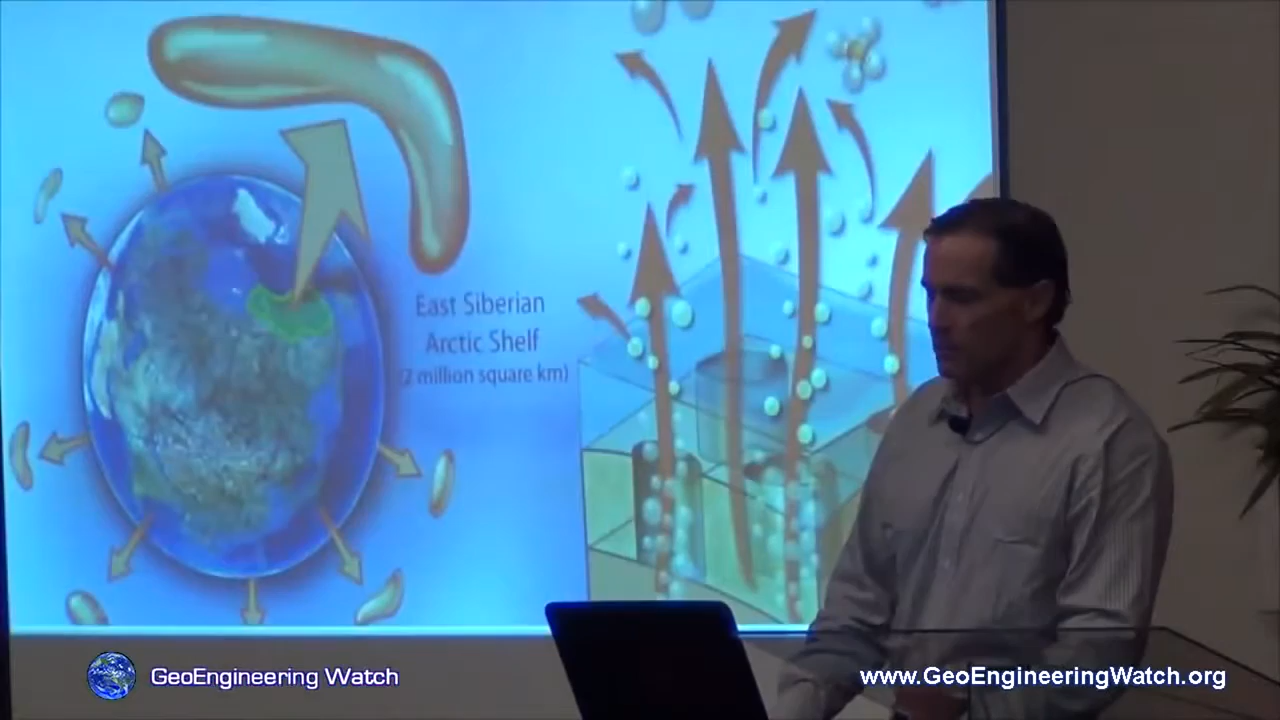 East Siberian
Arctic Shelf
(2 million square km)
GeoEngineering Watch
www.GeoEngineeringWatch.org